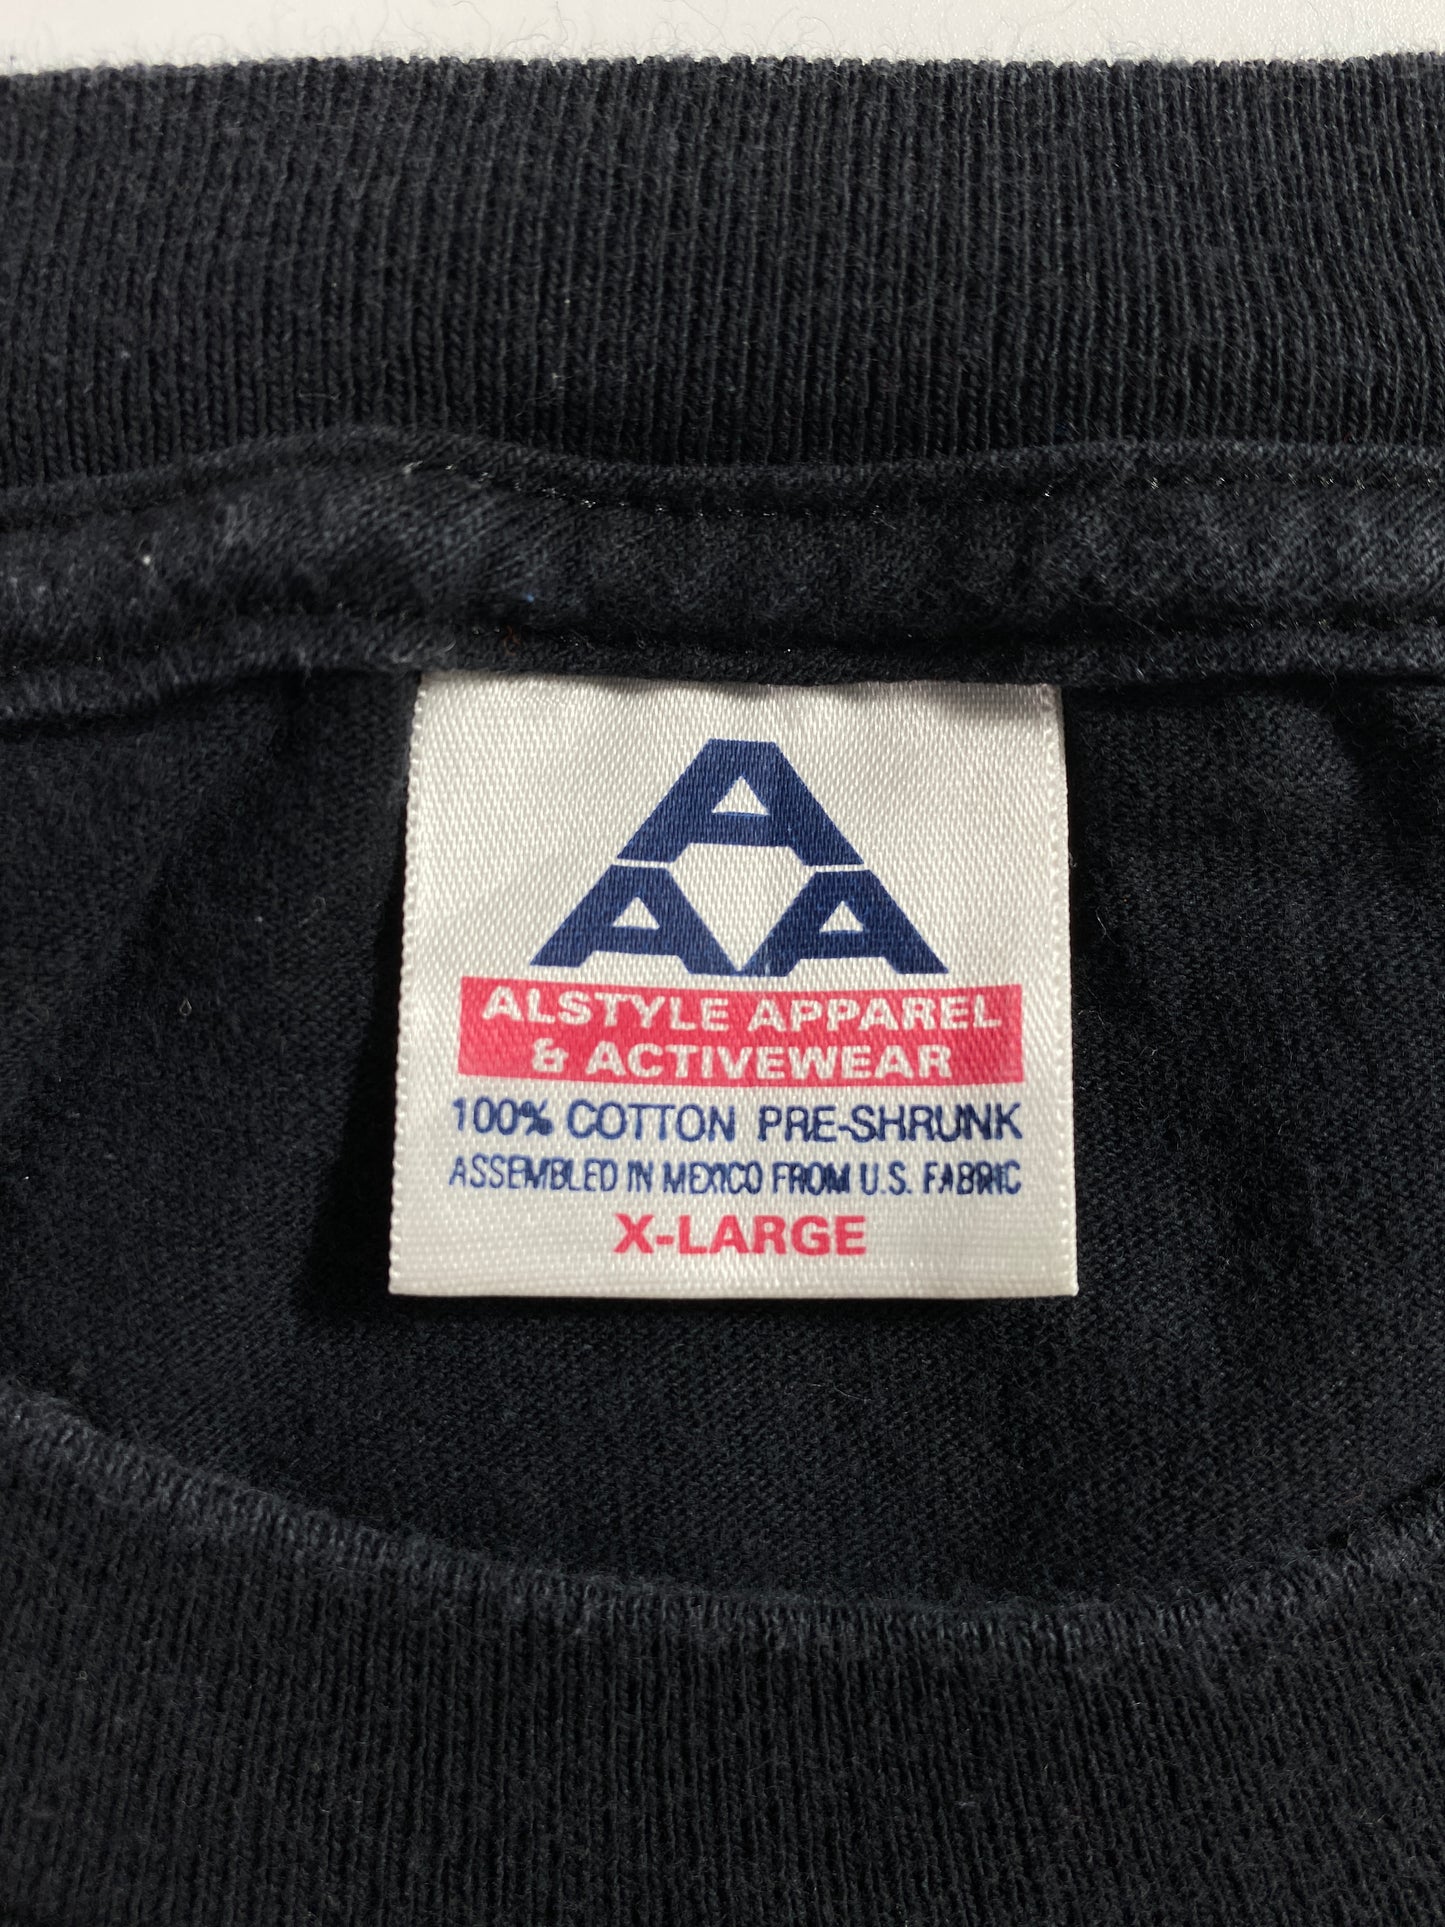 A
A A
ALSTYLE APPAREL
& ACTIVEWEAR
100% COTTON PRE-SHRUNK
ASSEMBLED IN MEXICO FROM U.S. FABRIC
X-LARGE